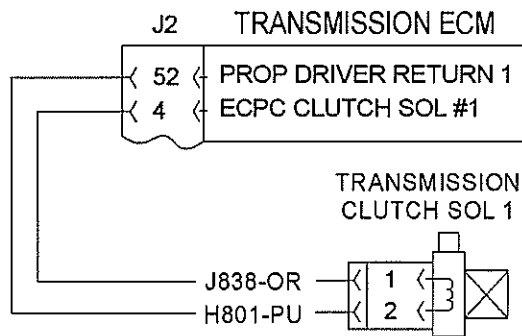 J2 TRANSMISSION ECM
52 PROP DRIVER RETURN 1
4 ECPC CLUTCH SOL #1
TRANSMISSION
CLUTCH SOL 1
J838-OR 1
H801-PU 2